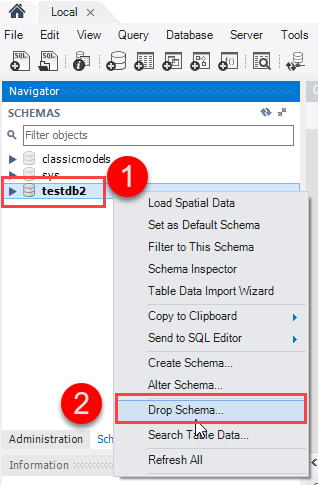 Local ×
File Edit View Query Database Server Tools
SQL SQL
Navigator
SCHEMAS
Filter objects
classicmodels
sys
testdb2
1
Load Spatial Data
Set as Default Schema
Filter to This Schema
Schema Inspector
Table Data Import Wizard
Copy to Clipboard
Send to SQL Editor
Create Schema...
Alter Schema...
2
Drop Schema...
Search Table Data...
Refresh All
Administration
Information